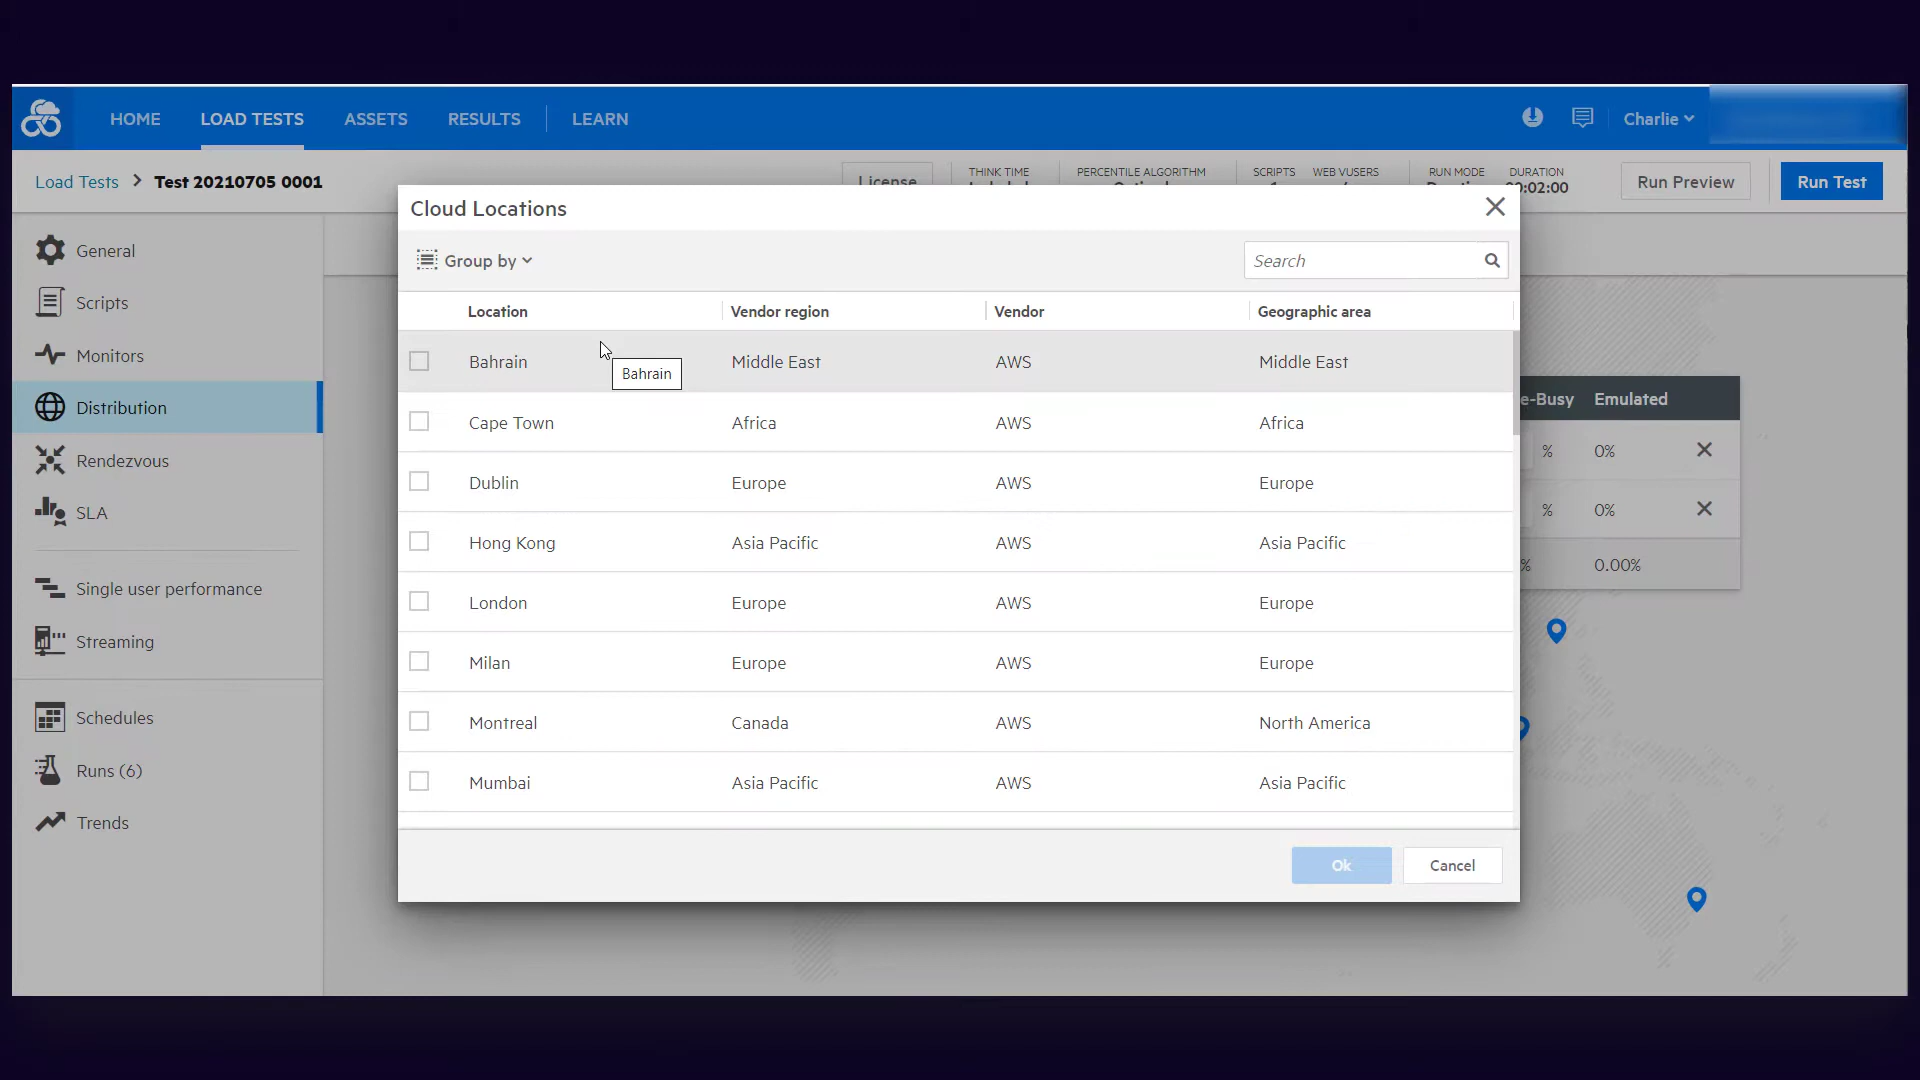 HOME LOAD TESTS ASSETS RESULTS LEARN Charlie
Load Tests > Test 20210705 0001
License THINK TIME PERCENTILE ALGORITHM SCRIPTS WEB VUSERS RUN MODE DURATION Run Preview Run Test
:02:00
General
Scripts
Monitors
Distribution
Rendezvous
SLA
Single user performance
Streaming
Schedules
Runs (6)
Trends
Cloud Locations
Group by Search
Location Vendor region Vendor Geographic area
Bahrain Middle East AWS Middle East
Bahrain
Cape Town Africa AWS Africa
Dublin Europe AWS Europe
Hong Kong Asia Pacific AWS Asia Pacific
London Europe AWS Europe
Milan Europe AWS Europe
Montreal Canada AWS North America
Mumbai Asia Pacific AWS Asia Pacific
Ok Cancel
e-Busy Emulated
% 0%
% 0%
% 0.00%